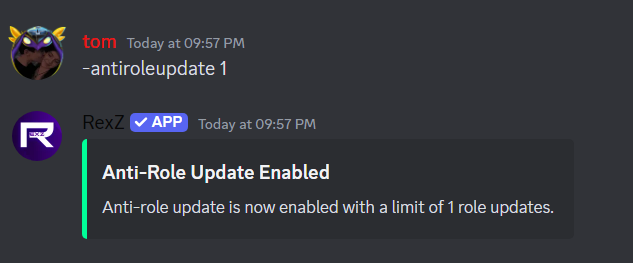 tom Today at 09:57 PM
-antiroleupdate 1
RexZ APP Today at 09:57 PM
REXZ
Anti-Role Update Enabled
Anti-role update is now enabled with a limit of 1 role updates.